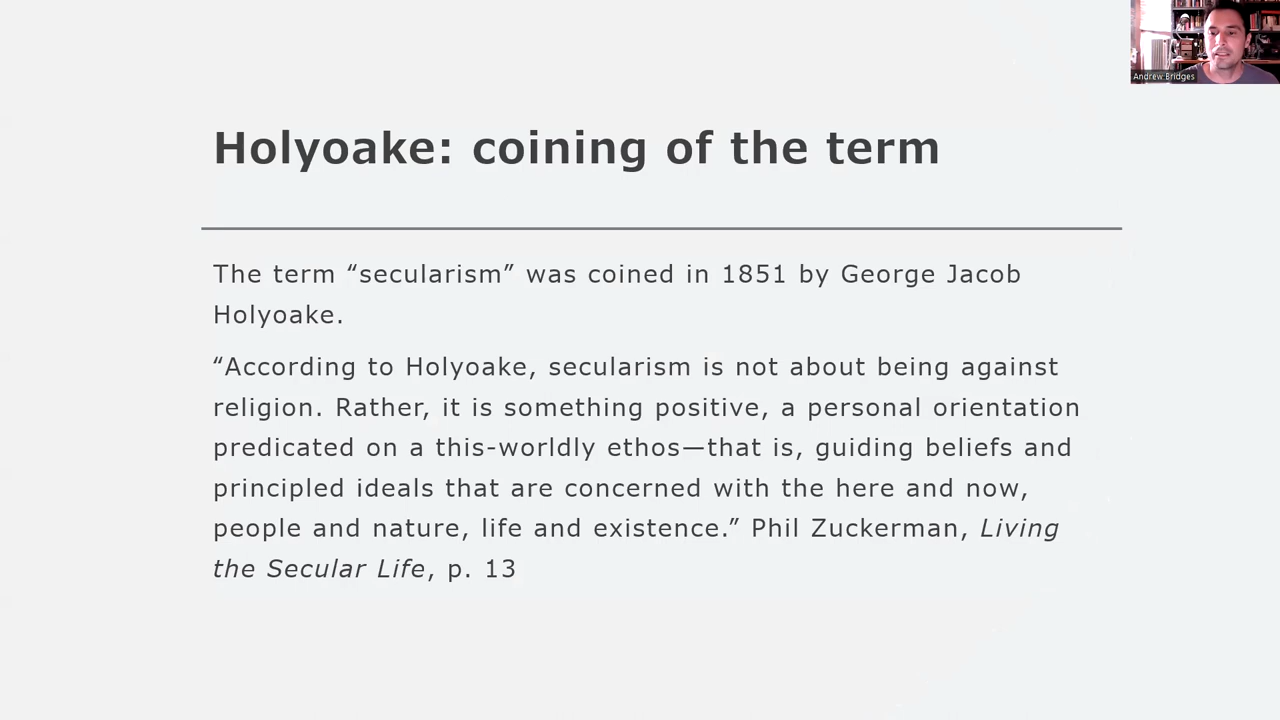 Andrew Bridges
Holyoake: coining of the term
The term “secularism” was coined in 1851 by George Jacob
Holyoake.
“According to Holyoake, secularism is not about being against
religion. Rather, it is something positive, a personal orientation
predicated on a this-worldly ethos—that is, guiding beliefs and
principled ideals that are concerned with the here and now,
people and nature, life and existence.” Phil Zuckerman, Living
the Secular Life, p. 13